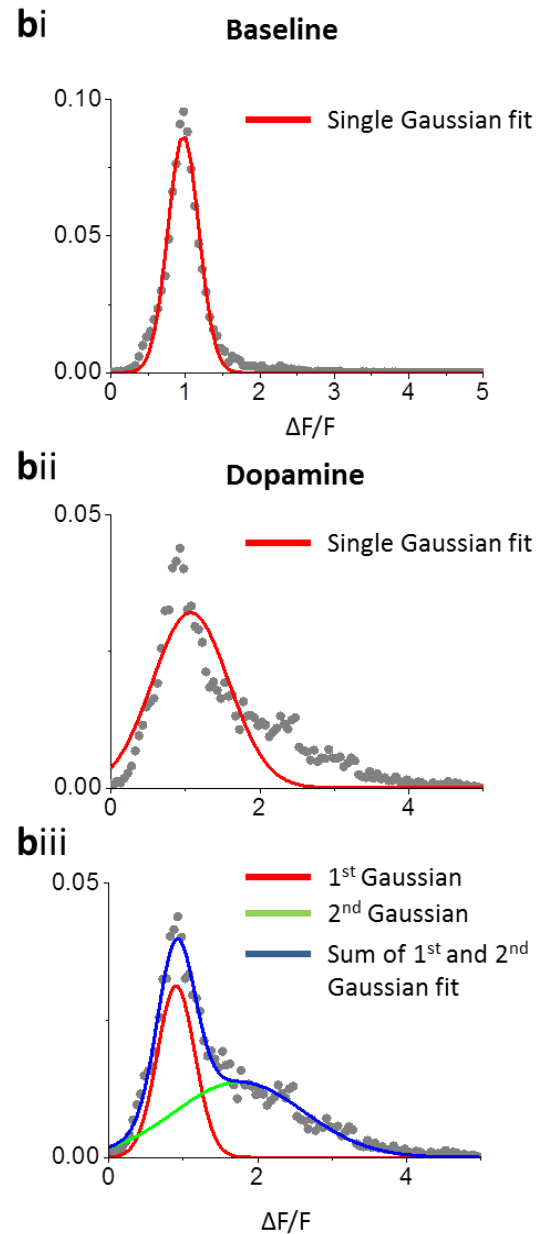 bi
Baseline
0.10
Single Gaussian fit
0.05
0.00
0 1 2 3 4 5
ΔF/F
bii
Dopamine
0.05
Single Gaussian fit
0.00
0 2 4
biii
1st Gaussian
0.05
2nd Gaussian
Sum of 1st and 2nd
Gaussian fit
0.00
0 2 4
ΔF/F